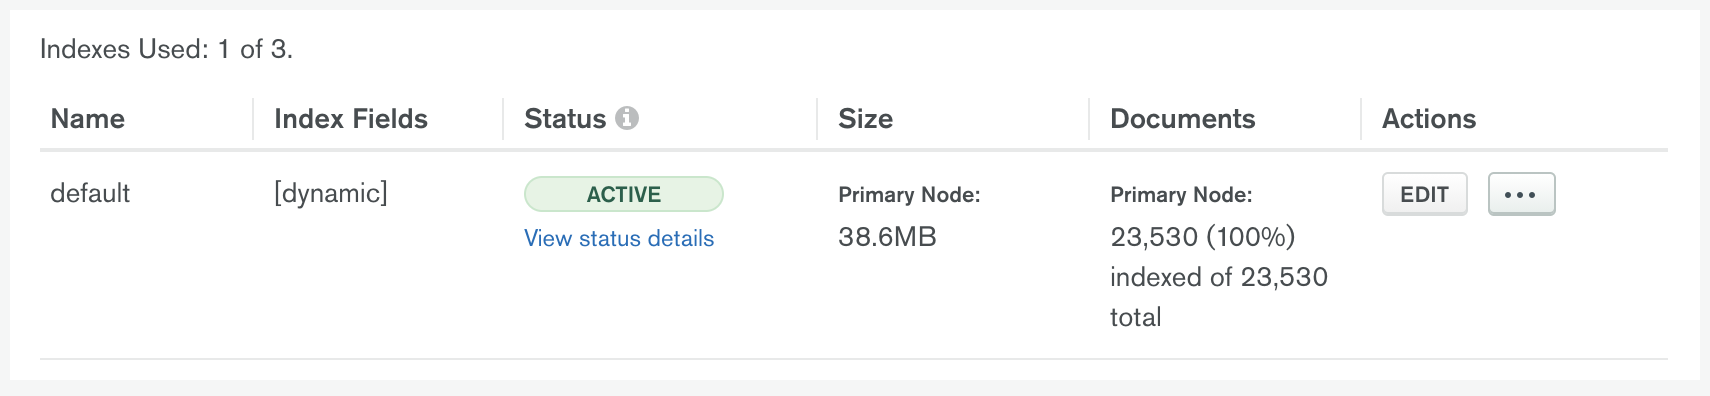 Indexes Used: 1 of 3.
Name Index Fields Status Size Documents Actions
default [dynamic] ACTIVE Primary Node: Primary Node: EDIT ...
View status details 38.6MB 23,530 (100%)
indexed of 23,530
total